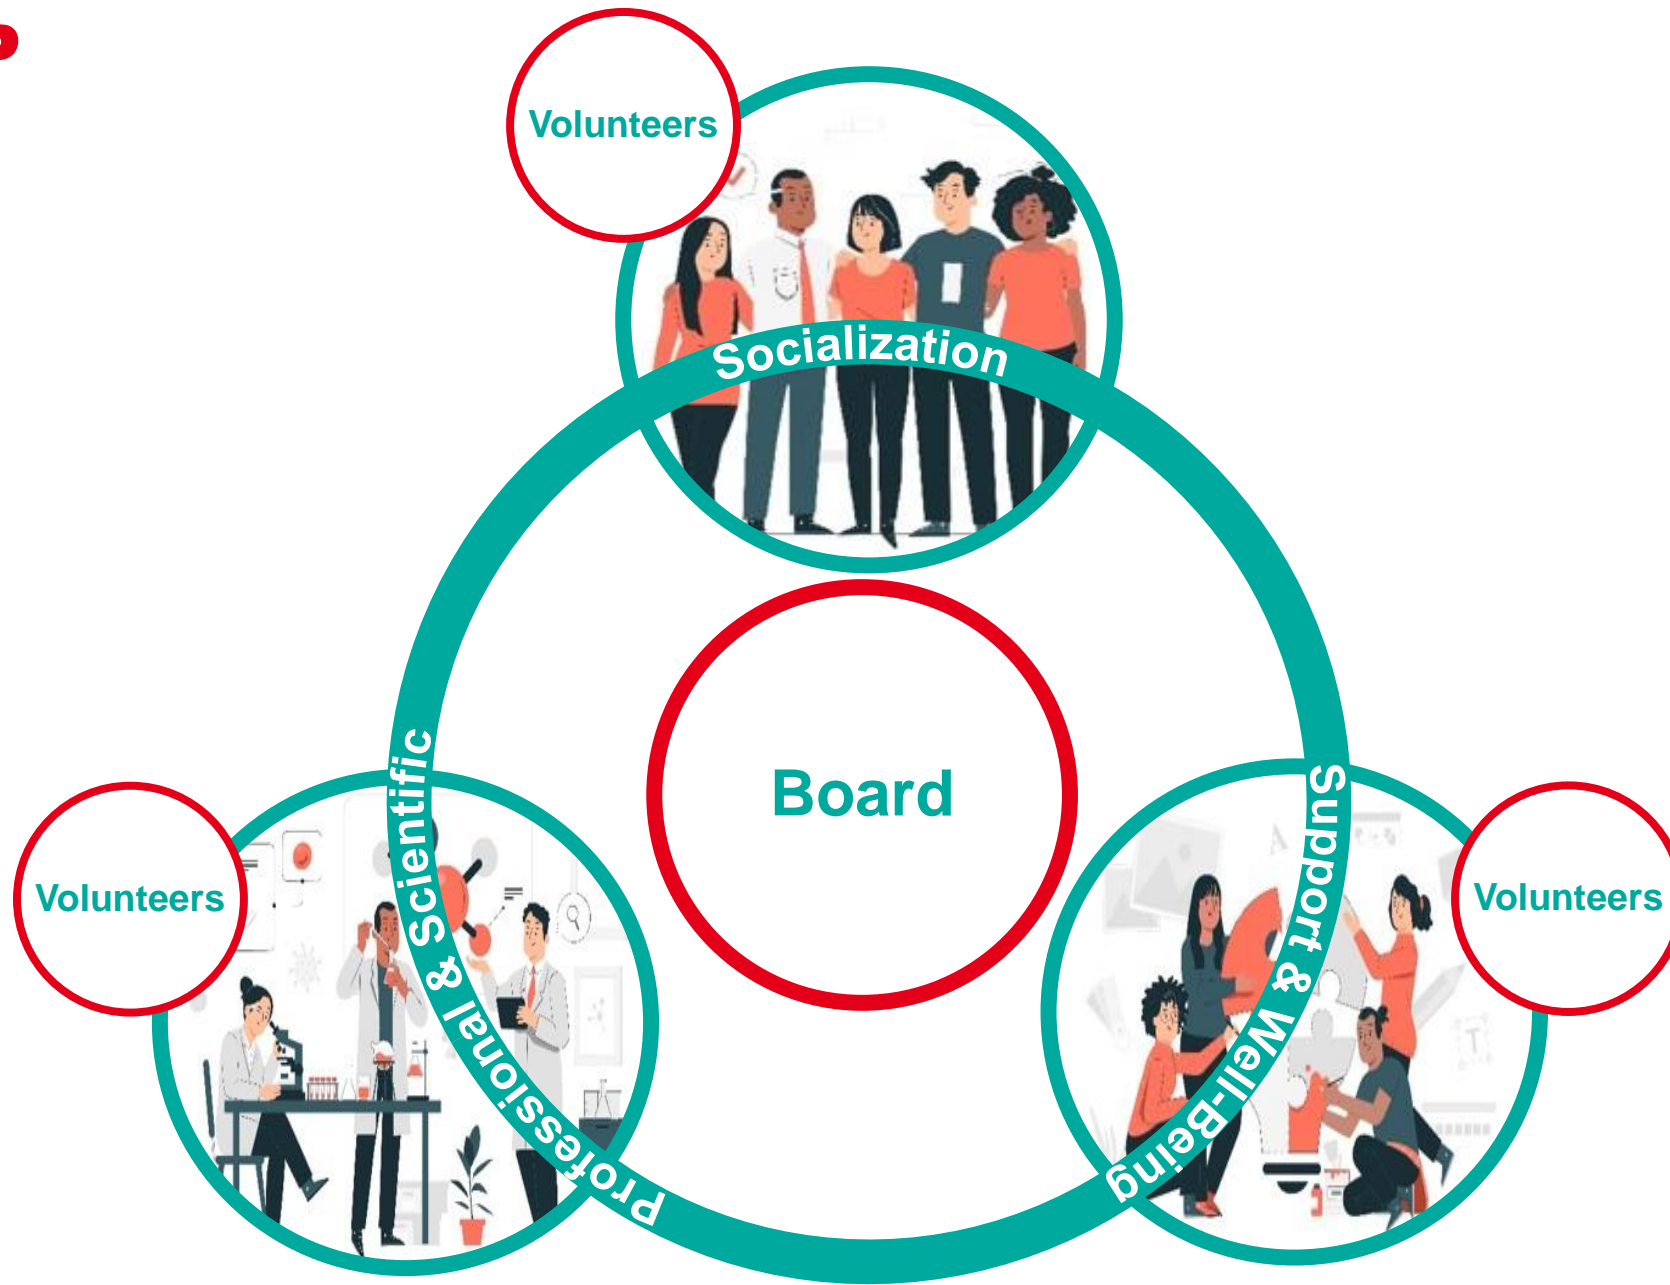 Volunteers
Socialization
Board
Professional & Scientific
Volunteers
Support & Well-Being
Volunteers